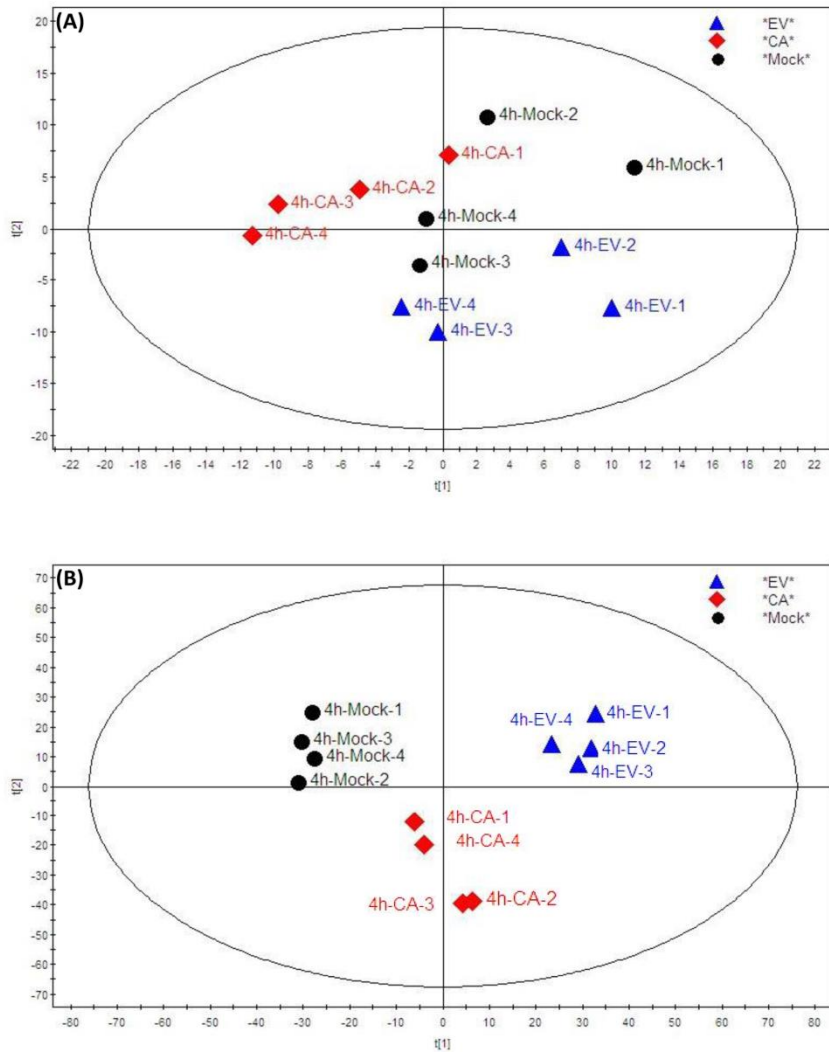 (A)
*EV*
*CA*
*Mock*
20
15
10
5
0
-5
-10
-15
-20
t[2]
4h-Mock-2
4h-CA-1
4h-Mock-1
4h-CA-2
4h-CA-3
4h-Mock-4
4h-CA-4
4h-EV-2
4h-Mock-3
4h-EV-4
4h-EV-1
4h-EV-3
-22 -20 -18 -16 -14 -12 -10 -8 -6 -4 -2 0 2 4 6 8 10 12 14 16 18 20 22
t[1]
(B)
*EV*
*CA*
*Mock*
70
60
50
40
30
20
10
0
-10
-20
-30
-40
-50
-60
-70
t[2]
4h-Mock-1
4h-EV-1
4h-EV-4
4h-Mock-3
4h-EV-2
4h-Mock-4
4h-EV-3
4h-Mock-2
4h-CA-1
4h-CA-4
4h-CA-3
4h-CA-2
-80 -70 -60 -50 -40 -30 -20 -10 0 10 20 30 40 50 60 70 80
t[1]